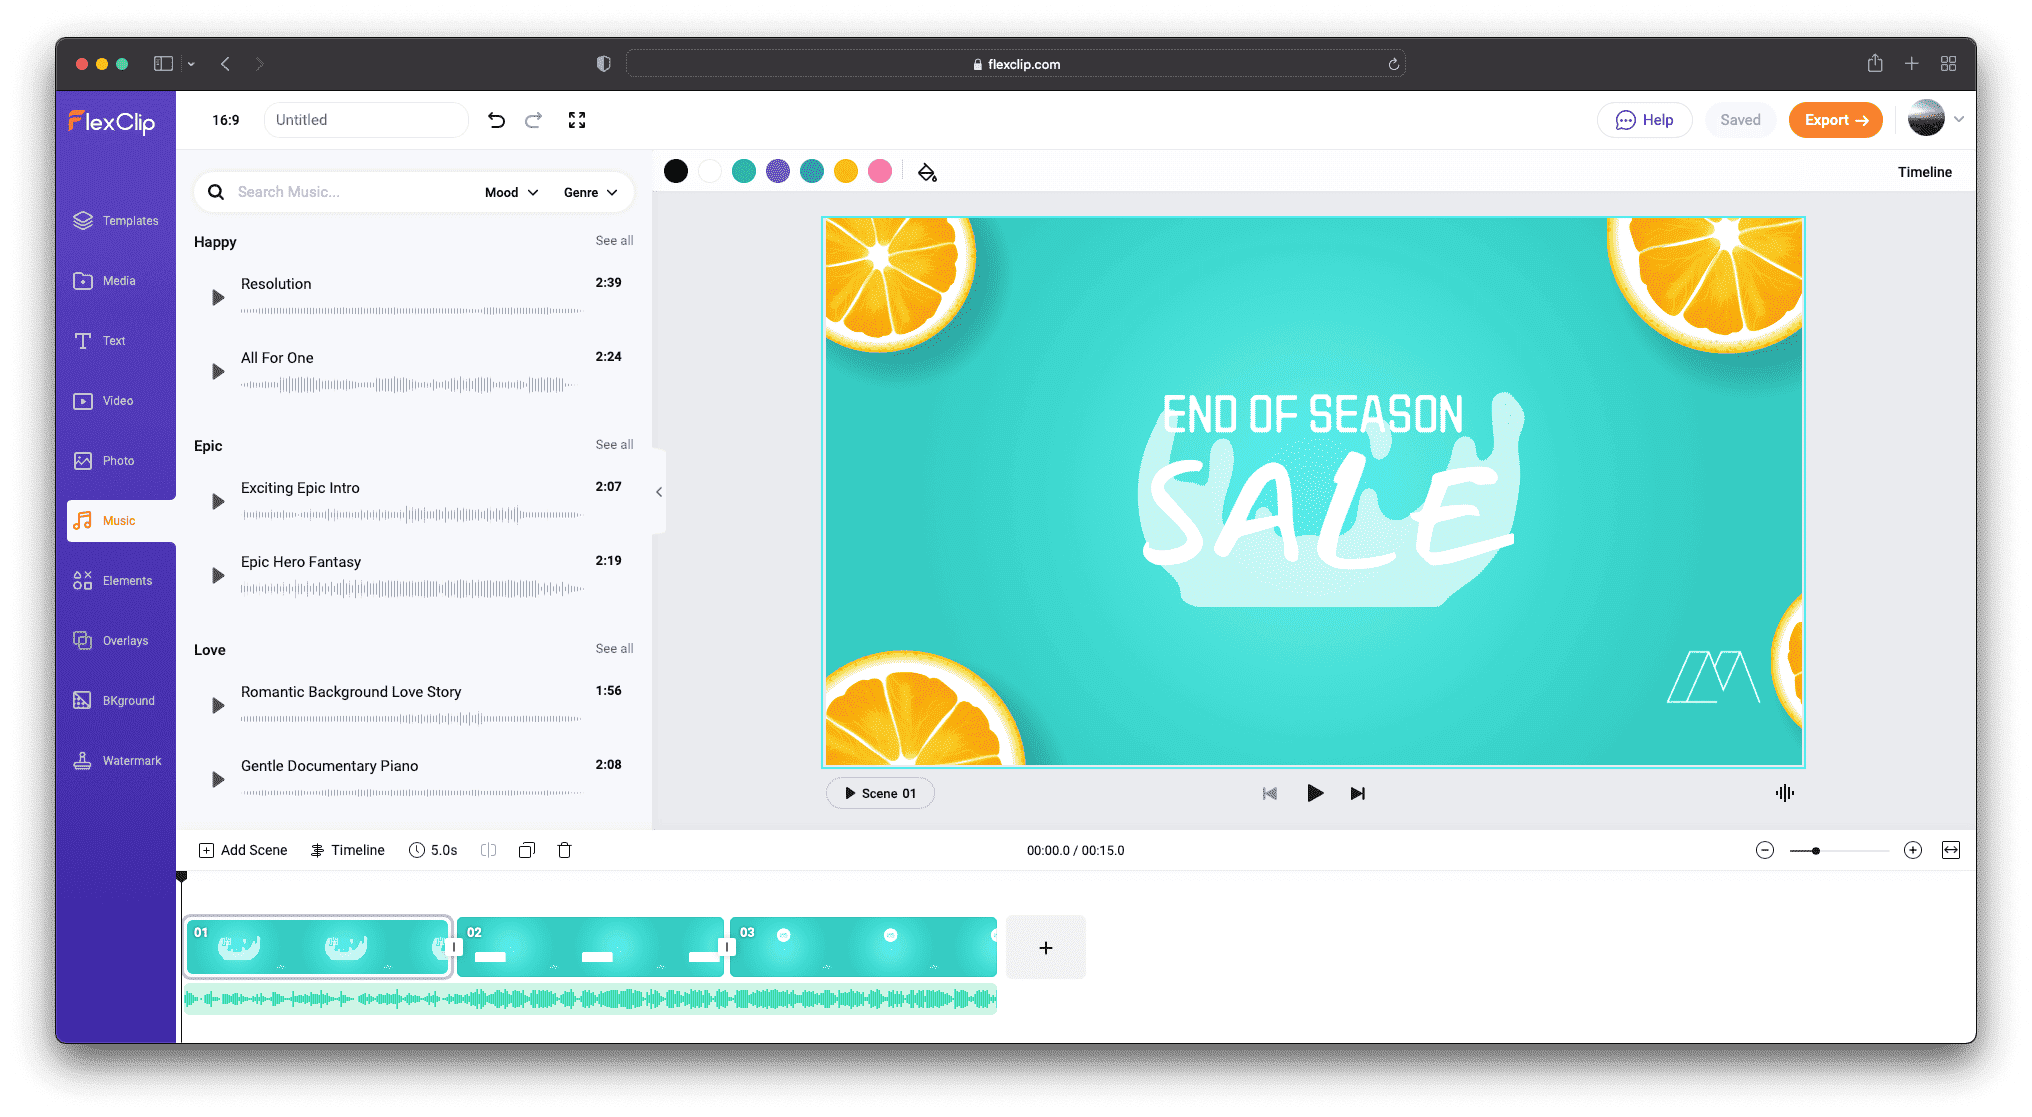 flexclip.com
FlexClip
16:9
Untitled
Help
Saved
Export
Templates
Media
Text
Video
Photo
Music
Elements
Overlays
BKground
Watermark
Search Music...
Mood
Genre
Happy
See all
Resolution
2:39
All For One
2:24
Epic
See all
Exciting Epic Intro
2:07
Epic Hero Fantasy
2:19
Love
See all
Romantic Background Love Story
1:56
Gentle Documentary Piano
2:08
Timeline
END OF SEASON
SALE
Scene 01
Add Scene
Timeline
5.0s
00:00.0 / 00:15.0
01
02
03